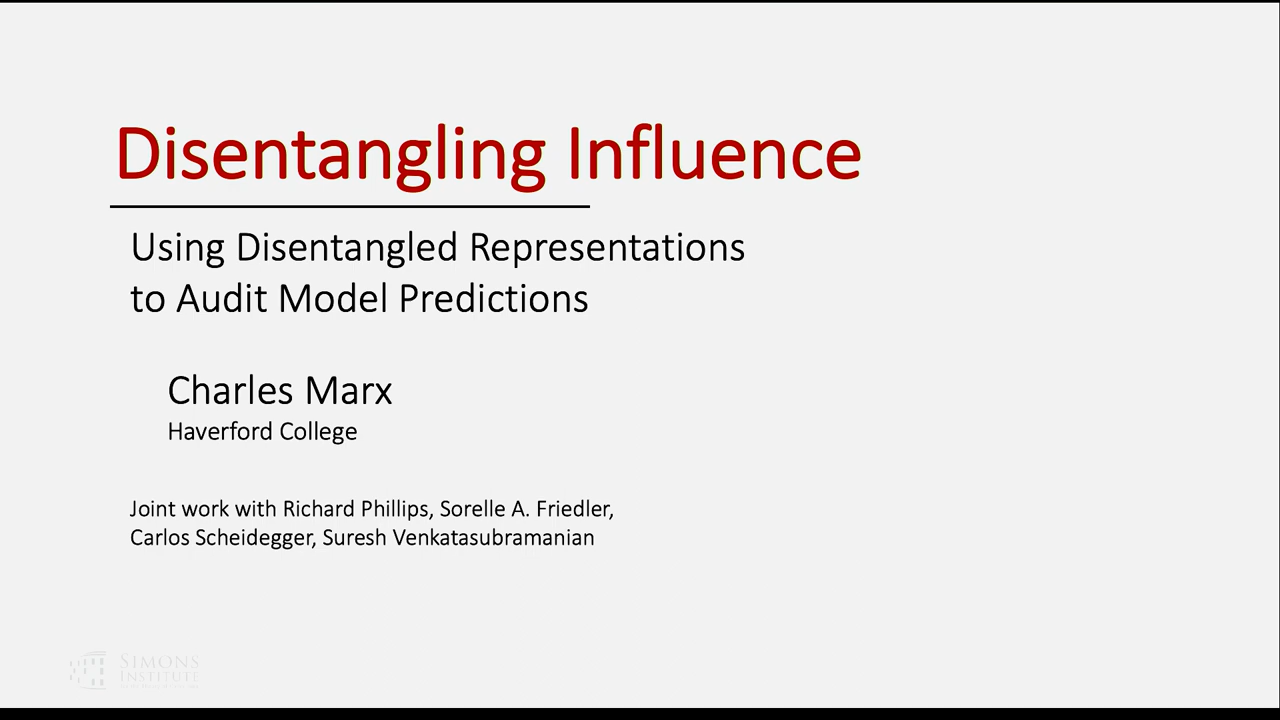 Disentangling Influence
Using Disentangled Representations
to Audit Model Predictions
Charles Marx
Haverford College
Joint work with Richard Phillips, Sorelle A. Friedler,
Carlos Scheidegger, Suresh Venkatasubramanian
SIMONS
INSTITUTE